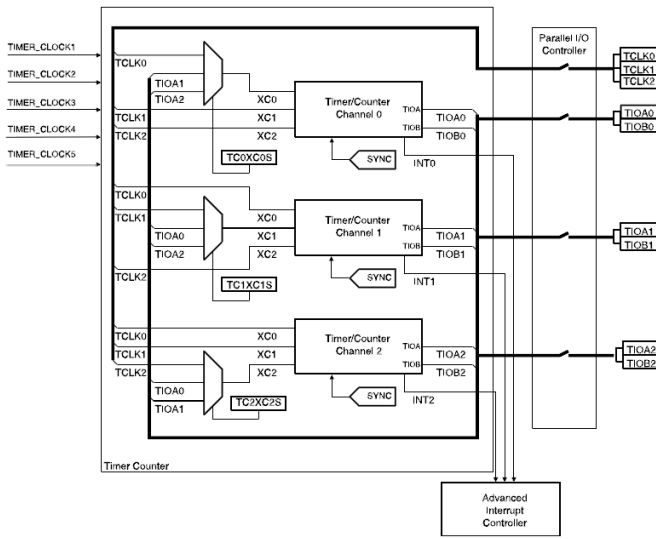 TIMER_CLOCK1
TIMER_CLOCK2
TIMER_CLOCK3
TIMER_CLOCK4
TIMER_CLOCK5
TCLK0
TIOA1
TIOA2
TCLK1
TCLK2
XC0
XC1
XC2
TC0XC0S
Timer/Counter
Channel 0
TIOA
TIOB
TIOA0
TIOB0
SYNC
INT0
TCLK0
TCLK1
TIOA0
TIOA2
TCLK2
XC0
XC1
XC2
TC1XC1S
Timer/Counter
Channel 1
TIOA
TIOB
TIOA1
TIOB1
SYNC
INT1
TCLK0
TCLK1
TCLK2
TIOA0
TIOA1
XC0
XC1
XC2
TC2XC2S
Timer/Counter
Channel 2
TIOA
TIOB
TIOA2
TIOB2
SYNC
INT2
Timer Counter
Parallel I/O
Controller
TCLK0
TCLK1
TCLK2
TIOA0
TIOB0
TIOA1
TIOB1
TIOA2
TIOB2
Advanced
Interrupt
Controller